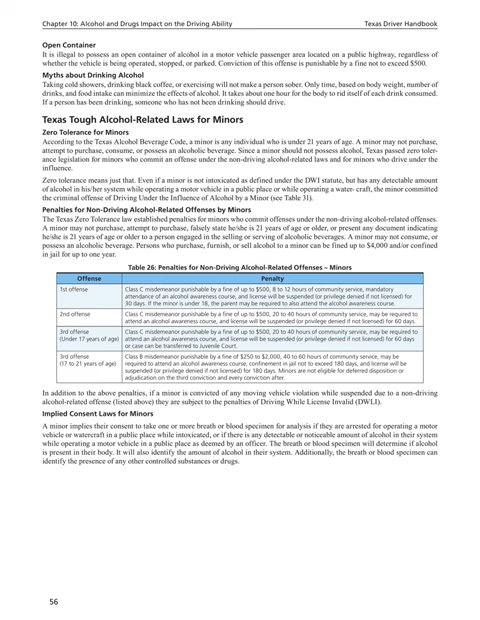 Chapter 10: Alcohol and Drugs Impact on the Driving Ability
Texas Driver Handbook
Open Container
It is illegal to possess an open container of alcohol in a motor vehicle passenger area located on a public highway, regardless of
whether the vehicle is being operated, stopped, or parked. Conviction of this offense is punishable by a fine not to exceed $500.
Myths about Drinking Alcohol
Taking cold showers, drinking black coffee, or exercising will not make a person sober. Only time, based on body weight, number of
drinks, and food intake can minimize the effects of alcohol. It takes about one hour for the body to rid itself of each drink consumed.
If a person has been drinking, someone who has not been drinking should drive.
Texas Tough Alcohol-Related Laws for Minors
Zero Tolerance for Minors
According to the Texas Alcohol Beverage Code, a minor is any individual who is under 21 years of age. A minor may not purchase,
attempt to purchase, consume, or possess an alcoholic beverage. Since a minor should not possess alcohol, Texas passed zero toler-
ance legislation for minors who commit an offense under the non-driving alcohol-related laws and for minors who drive under the
influence.
Zero tolerance means just that. Even if a minor is not intoxicated as defined under the DWI statute, but has any detectable amount
of alcohol in his/her system while operating a motor vehicle in a public place or while operating a water- craft, the minor committed
the criminal offense of Driving Under the Influence of Alcohol by a Minor (see Table 31).
Penalties for Non-Driving Alcohol-Related Offenses by Minors
The Texas Zero Tolerance law established penalties for minors who commit offenses under the non-driving alcohol-related offenses.
A minor may not purchase, attempt to purchase, falsely state he/she is 21 years of age or older, or present any document indicating
he/she is 21 years of age or older to a person engaged in the selling or serving of alcoholic beverages. A minor may not consume, or
possess an alcoholic beverage. Persons who purchase, furnish, or sell alcohol to a minor can be fined up to $4,000 and/or confined
in jail for up to one year.
Table 26: Penalties for Non-Driving Alcohol-Related Offenses – Minors
Offense
Penalty
1st offense
Class C misdemeanor punishable by a fine of up to $500, 8 to 12 hours of community service, mandatory
attendance of an alcohol awareness course, and license will be suspended (or privilege denied if not licensed) for
30 days. If the minor is under 18, the parent may be required to also attend the alcohol awareness course.
2nd offense
Class C misdemeanor punishable by a fine of up to $500, 20 to 40 hours of community service, may be required to
attend an alcohol awareness course, and license will be suspended (or privilege denied if not licensed) for 60 days.
3rd offense
(Under 17 years of age)
Class C misdemeanor punishable by a fine of up to $500, 20 to 40 hours of community service, may be required to
attend an alcohol awareness course, and license will be suspended (or privilege denied if not licensed) for 60 days
or case can be transferred to Juvenile Court.
3rd offense
(17 to 21 years of age)
Class B misdemeanor punishable by a fine of $250 to $2,000, 40 to 60 hours of community service, may be
required to attend an alcohol awareness course, confinement in jail not to exceed 180 days, and license will be
suspended (or privilege denied if not licensed) for 180 days. Minors are not eligible for deferred disposition or
adjudication on the third conviction and every conviction after.
In addition to the above penalties, if a minor is convicted of any moving vehicle violation while suspended due to a non-driving
alcohol-related offense (listed above) they are subject to the penalties of Driving While License Invalid (DWLI).
Implied Consent Laws for Minors
A minor implies their consent to take one or more breath or blood specimen for analysis if they are arrested for operating a motor
vehicle or watercraft in a public place while intoxicated, or if there is any detectable or noticeable amount of alcohol in their system
while operating a motor vehicle in a public place as deemed by an officer. The breath or blood specimen will determine if alcohol
is present in their body. It will also identify the amount of alcohol in their system. Additionally, the breath or blood specimen can
identify the presence of any other controlled substances or drugs.
56